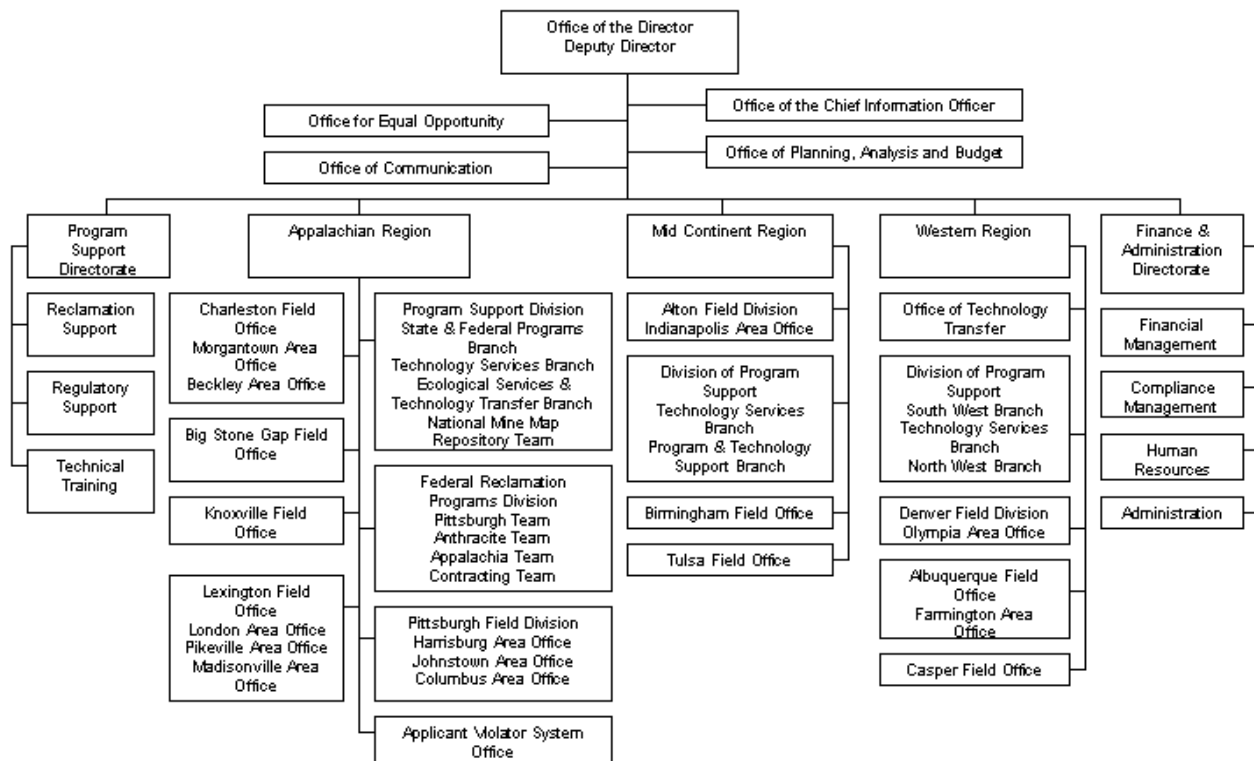 Office of the Director
Deputy Director
Office of the Chief Information Officer
Office for Equal Opportunity
Office of Planning, Analysis and Budget
Office of Communication
Program
Support
Directorate
Reclamation
Support
Regulatory
Support
Technical
Training
Appalachian Region
Charleston Field
Office
Morgantown Area
Office
Beckley Area Office
Big Stone Gap Field
Office
Knoxville Field
Office
Lexington Field
Office
London Area Office
Pikeville Area Office
Madisonville Area
Office
Program Support Division
State & Federal Programs
Branch
Technology Services Branch
Ecological Services &
Technology Transfer Branch
National Mine Map
Repository Team
Federal Reclamation
Programs Division
Pittsburgh Team
Anthracite Team
Appalachia Team
Contracting Team
Pittsburgh Field Division
Harrisburg Area Office
Johnstown Area Office
Columbus Area Office
Applicant Violator System
Office
Mid Continent Region
Alton Field Division
Indianapolis Area Office
Division of Program
Support
Technology Services
Branch
Program & Technology
Support Branch
Birmingham Field Office
Tulsa Field Office
Western Region
Office of Technology
Transfer
Division of Program
Support
South West Branch
Technology Services
Branch
North West Branch
Denver Field Division
Olympia Area Office
Albuquerque Field
Office
Farmington Area
Office
Casper Field Office
Finance &
Administration
Directorate
Financial
Management
Compliance
Management
Human
Resources
Administration